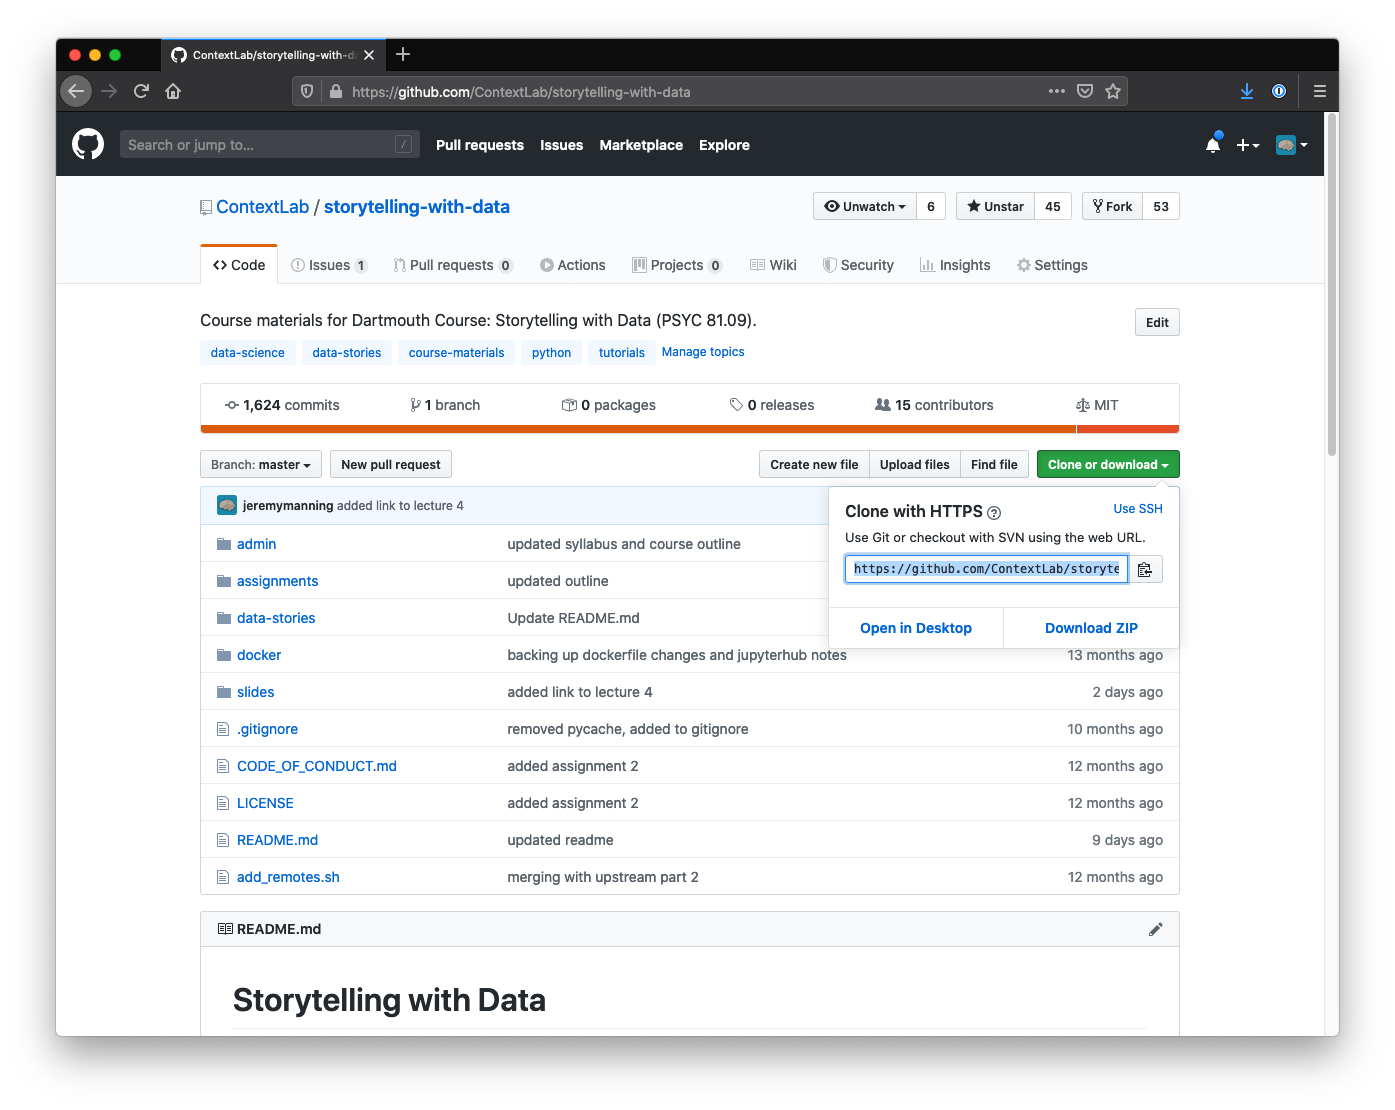 ContextLab/storytelling-with-d
https://github.com/ContextLab/storytelling-with-data
Search or jump to... /
Pull requests Issues Marketplace Explore
ContextLab / storytelling-with-data
Unwatch 6 Unstar 45 Fork 53
Code Issues 1 Pull requests 0 Actions Projects 0 Wiki Security Insights Settings
Course materials for Dartmouth Course: Storytelling with Data (PSYC 81.09).
Edit
data-science data-stories course-materials python tutorials Manage topics
1,624 commits 1 branch 0 packages 0 releases 15 contributors MIT
Branch: master New pull request Create new file Upload files Find file Clone or download
jeremymanning added link to lecture 4
Clone with HTTPS ? Use SSH
Use Git or checkout with SVN using the web URL.
https://github.com/ContextLab/storyte
Open in Desktop Download ZIP
admin updated syllabus and course outline
assignments updated outline
data-stories Update README.md
docker backing up dockerfile changes and jupyterhub notes 13 months ago
slides added link to lecture 4 2 days ago
.gitignore removed pycache, added to gitignore 10 months ago
CODE_OF_CONDUCT.md added assignment 2 12 months ago
LICENSE added assignment 2 12 months ago
README.md updated readme 9 days ago
add_remotes.sh merging with upstream part 2 12 months ago
README.md
Storytelling with Data